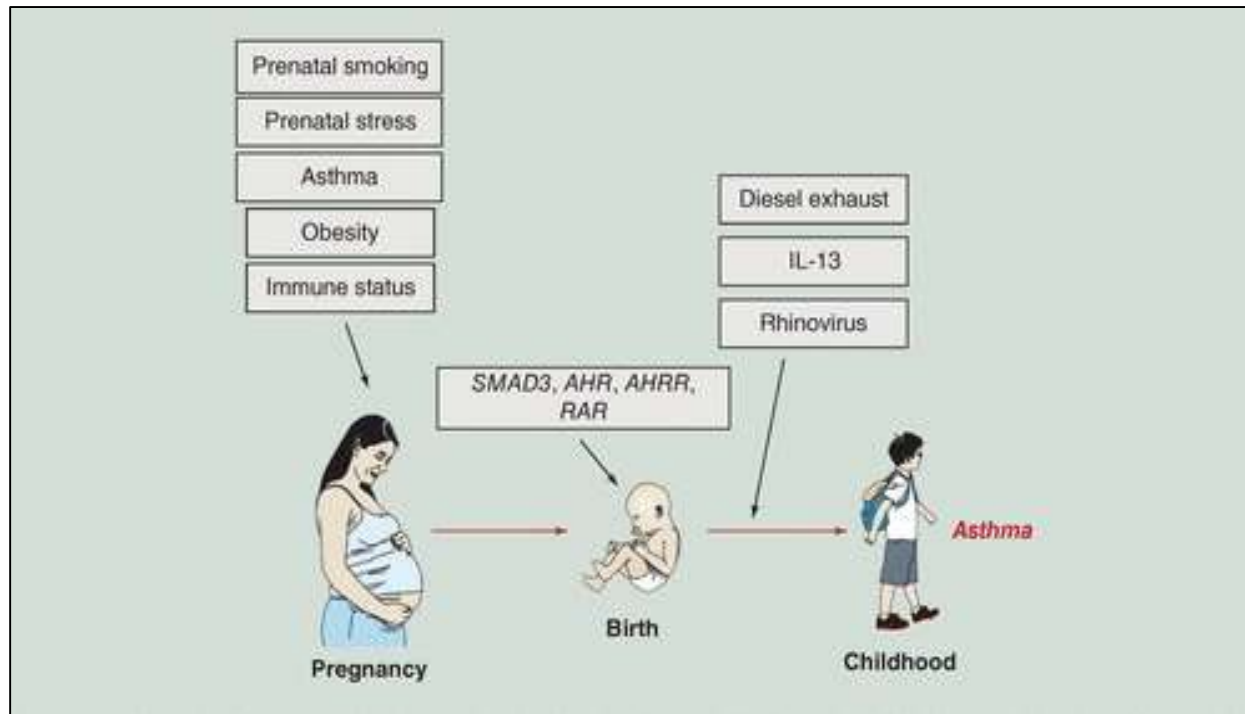 Prenatal smoking
Prenatal stress
Asthma
Obesity
Immune status
Diesel exhaust
IL-13
Rhinovirus
SMAD3, AHR, AHRR,
RAR
Asthma
Birth
Pregnancy
Childhood